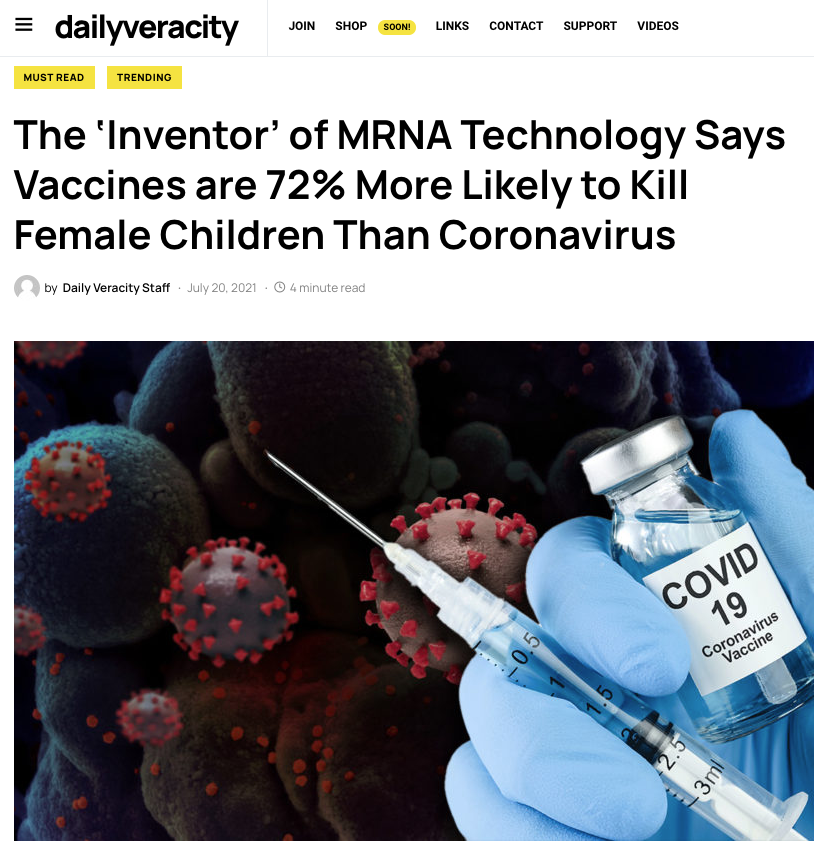 dailyveracity
JOIN SHOP SOON! LINKS CONTACT SUPPORT VIDEOS
MUST READ TRENDING
The ‘Inventor’ of MRNA Technology Says
Vaccines are 72% More Likely to Kill
Female Children Than Coronavirus
by Daily Veracity Staff · July 20, 2021 · 4 minute read
COVID
19
Coronavirus
Vaccine
0.5
1
1.5
2
2.5
3ml